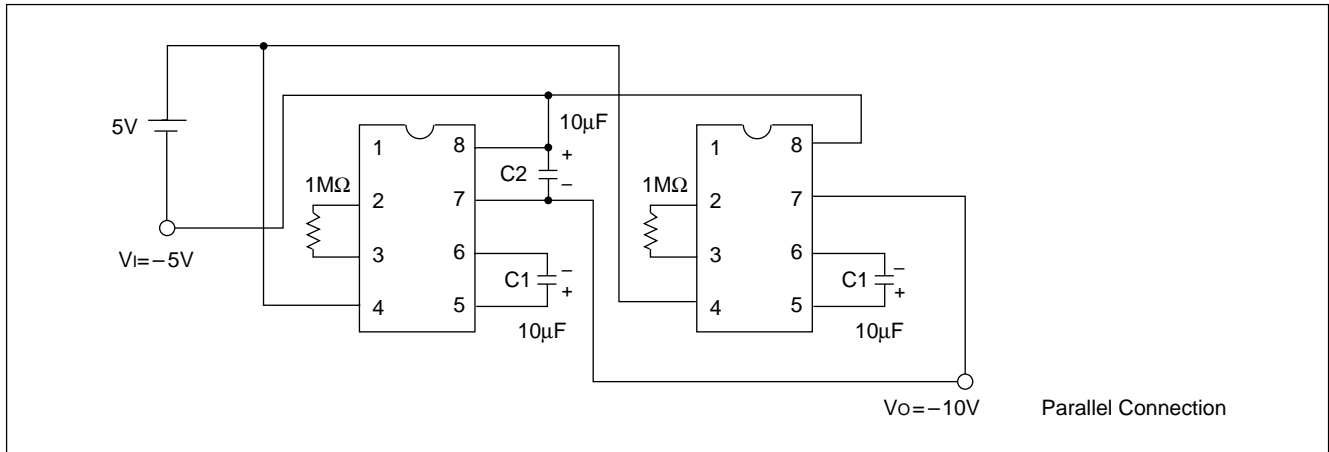 5V
VI=−5V
1MΩ
1
2
3
4
8
7
6
5
10μF
+
C2
−
−
C1
+
10μF
1MΩ
1
2
3
4
8
7
6
5
−
C1
+
10μF
VO=−10V
Parallel Connection